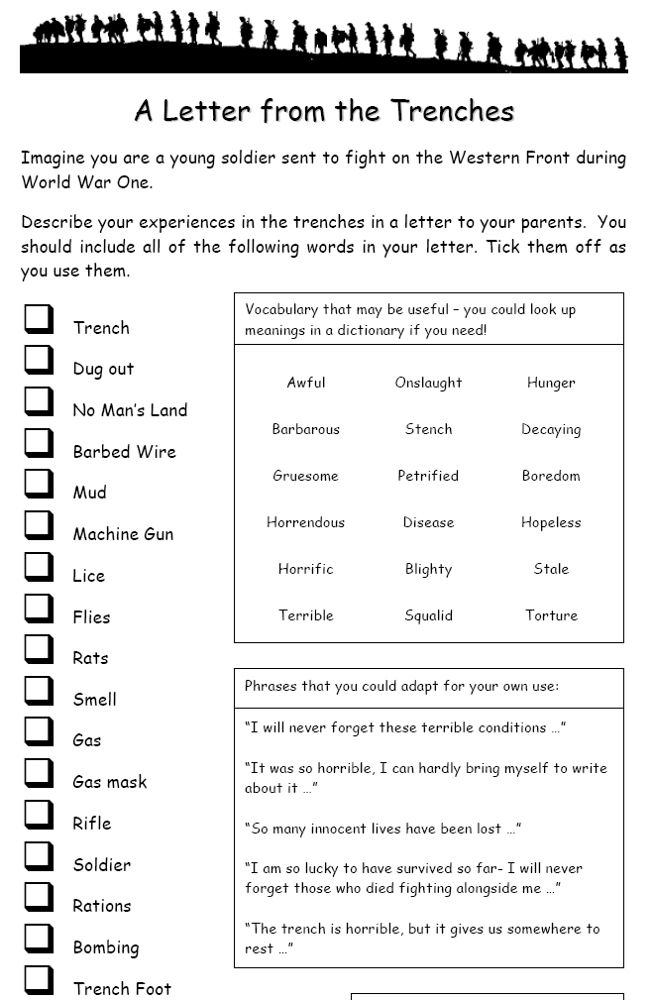 A Letter from the Trenches
Imagine you are a young soldier sent to fight on the Western Front during
World War One.
Describe your experiences in the trenches in a letter to your parents.  You
should include all of the following words in your letter. Tick them off as
you use them.
Trench
Dug out
No Man's Land
Barbed Wire
Mud
Machine Gun
Lice
Flies
Rats
Smell
Gas
Gas mask
Rifle
Soldier
Rations
Bombing
Trench Foot
Vocabulary that may be useful – you could look up
meanings in a dictionary if you need!
Awful Onslaught Hunger
Barbarous Stench Decaying
Gruesome Petrified Boredom
Horrendous Disease Hopeless
Horrific Blighty Stale
Terrible Squalid Torture
Phrases that you could adapt for your own use:
"I will never forget these terrible conditions …"
"It was so horrible, I can hardly bring myself to write
about it …"
"So many innocent lives have been lost …"
"I am so lucky to have survived so far- I will never
forget those who died fighting alongside me …"
"The trench is horrible, but it gives us somewhere to
rest …"